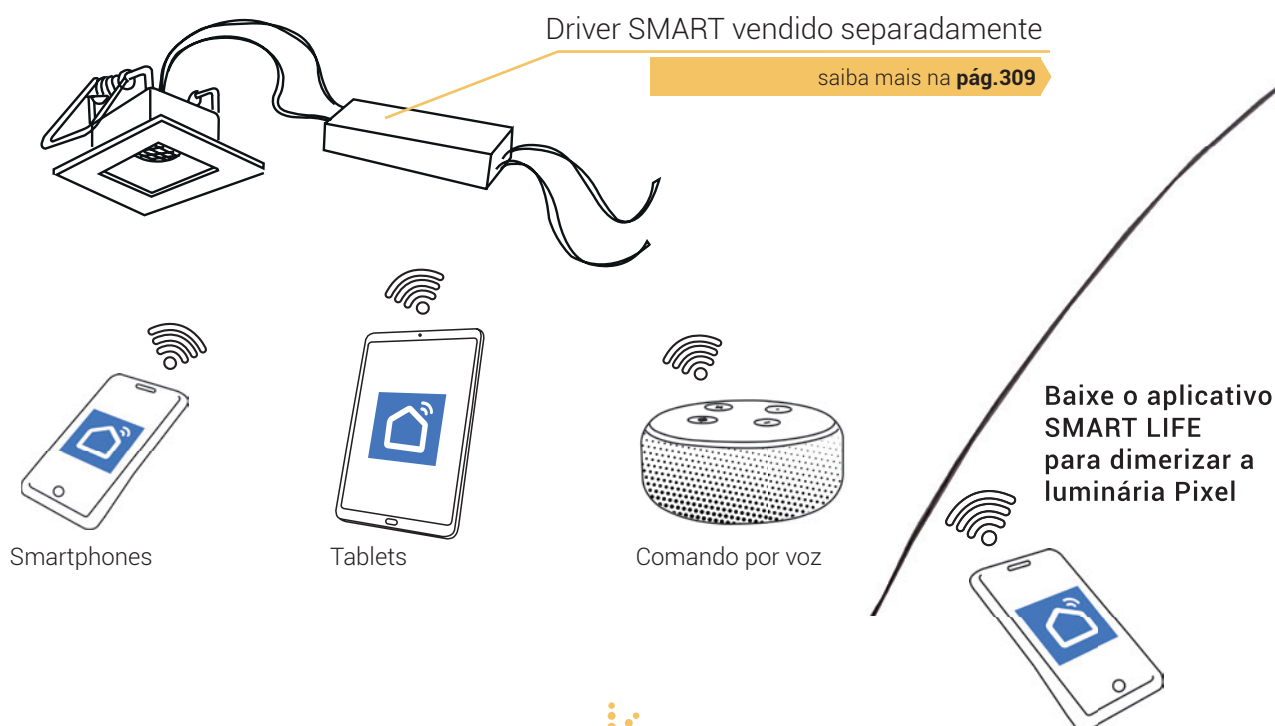 Driver SMART vendido separadamente
saiba mais na pág.309
Baixe o aplicativo
SMART LIFE
para dimerizar a
luminária Pixel
Smartphones
Tablets
Comando por voz